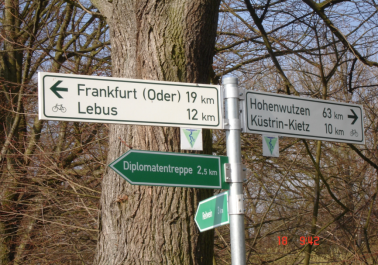 Frankfurt (Oder) 19 km
Lebus 12 km
Hohenwutzen 63 km
Küstrin-Kietz 10 km
Diplomatentreppe 2,5 km